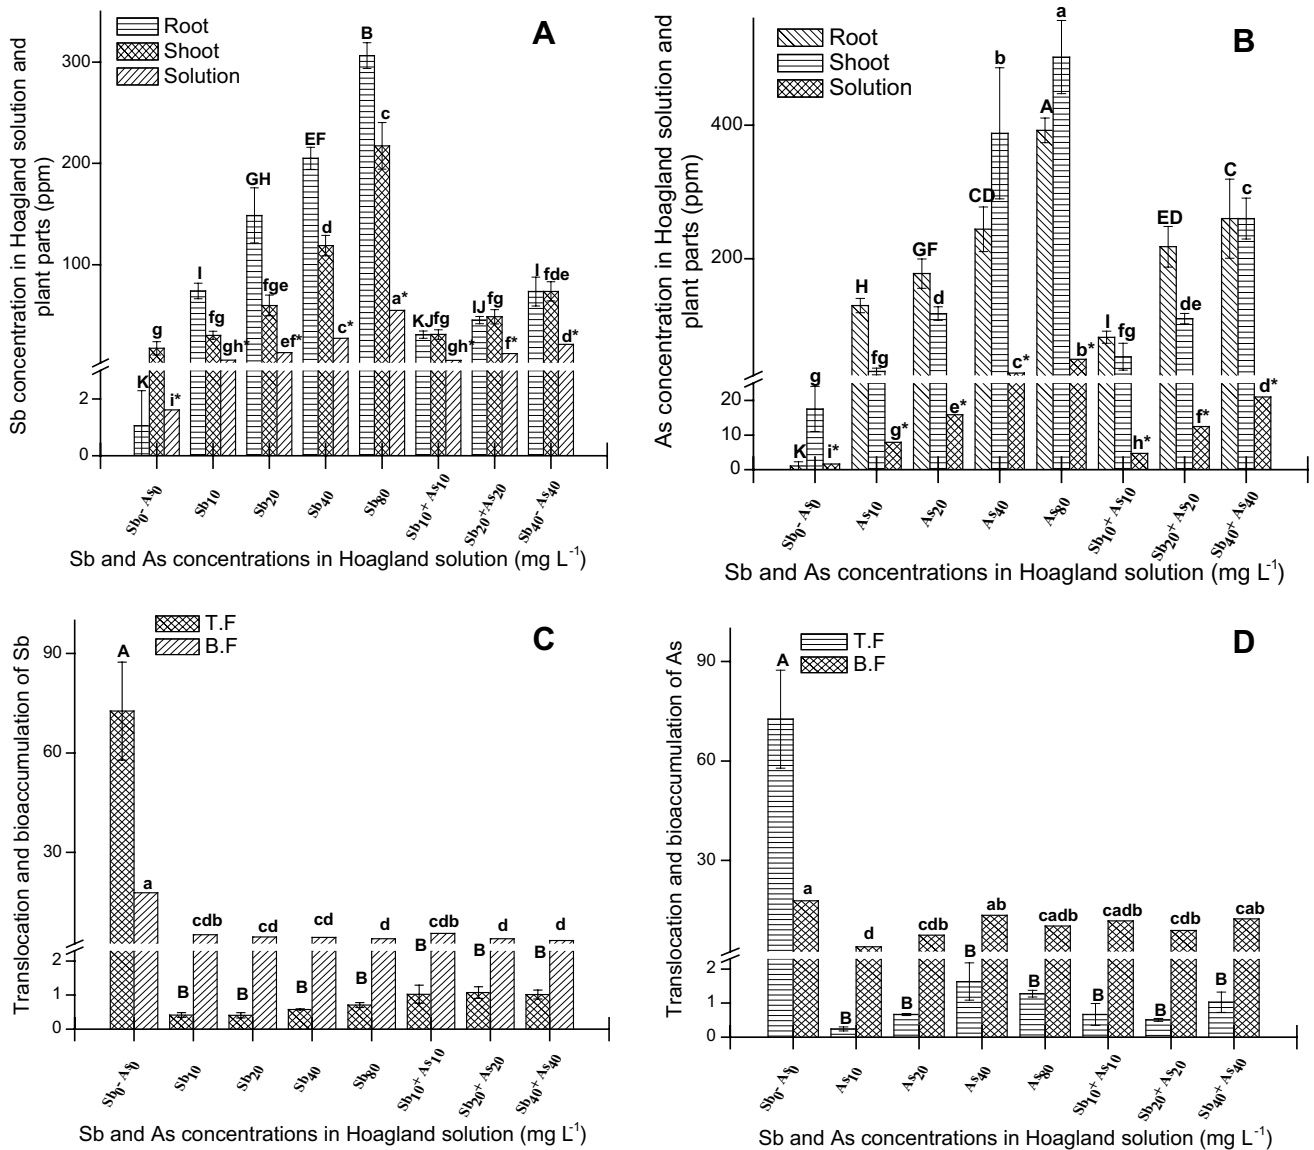 A
Root
Shoot
Solution
Sb concentration in Hoagland solution and
plant parts (ppm)
300
200
100
2
0
K
g
i*
I
fg
gh*
GH
fge
ef*
EF
d
c*
B
c
a*
KJ
fg
gh*
IJ
fg
f*
I
fde
d*
Sb0- As0
Sb10
Sb20
Sb40
Sb80
Sb10+ As10
Sb20+ As20
Sb40- As40
Sb and As concentrations in Hoagland solution (mg L-1)
B
Root
Shoot
Solution
As concentration in Hoagland solution and
plant parts (ppm)
400
200
20
10
0
K
g
i*
H
fg
g*
GF
d
e*
CD
b
c*
A
a
b*
I
fg
h*
ED
de
f*
C
c
d*
Sb0- As0
As10
As20
As40
As80
Sb10+ As10
Sb20+ As20
Sb40+ As40
Sb and As concentrations in Hoagland solution (mg L-1)
C
T.F
B.F
Translocation and bioaccumulation of Sb
90
60
30
2
1
0
A
a
B
cdb
B
cd
B
cd
B
d
B
cdb
B
d
B
d
Sb0- As0
Sb10
Sb20
Sb40
Sb80
Sb10+ As10
Sb20+ As20
Sb40+ As40
Sb and As concentrations in Hoagland solution (mg L-1)
D
T.F
B.F
Translocation and bioaccumulation of As
90
60
30
2
1
0
A
a
B
d
B
cdb
B
ab
B
cadb
B
cadb
B
cdb
B
cab
Sb0- As0
As10
As20
As40
As80
Sb10+ As10
Sb20+ As20
Sb40+ As40
Sb and As concentrations in Hoagland solution (mg L-1)